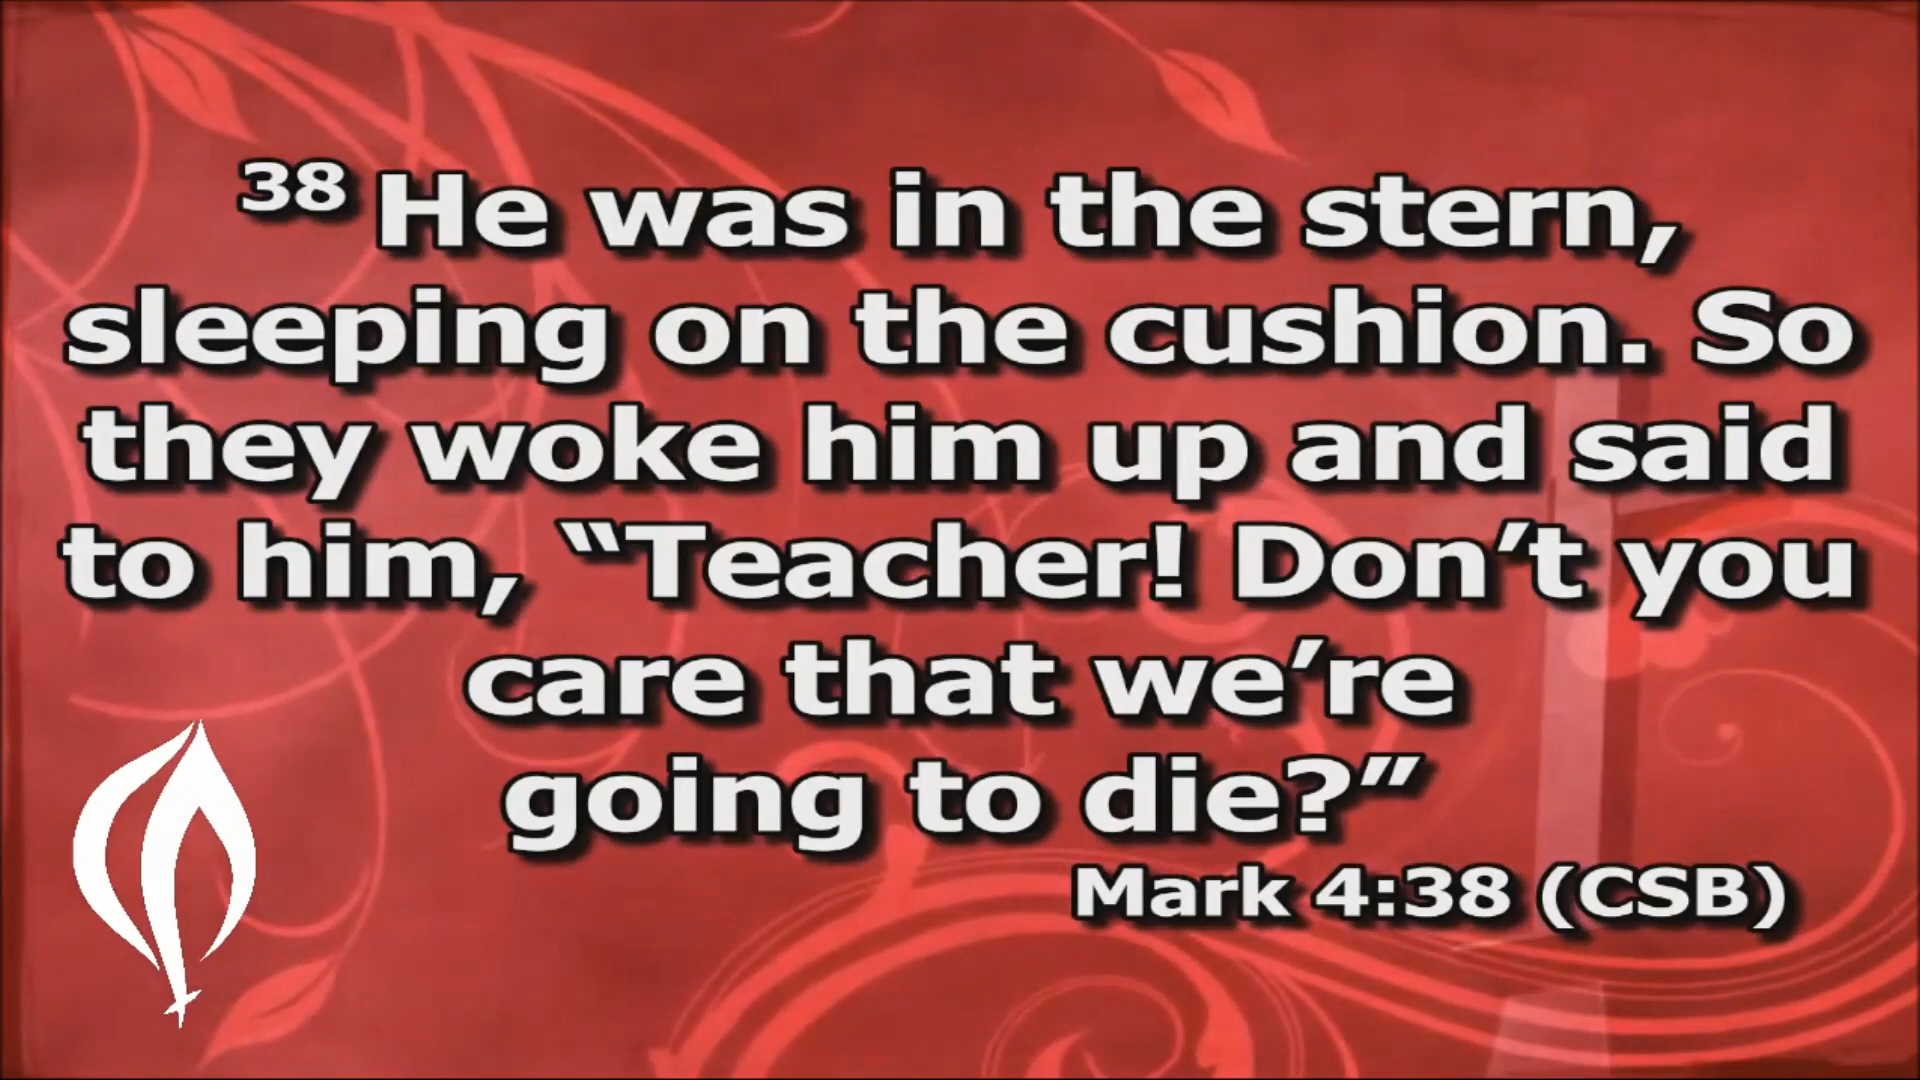 38 He was in the stern,
sleeping on the cushion. So
they woke him up and said
to him, “Teacher! Don’t you
care that we’re
going to die?”
Mark 4:38 (CSB)